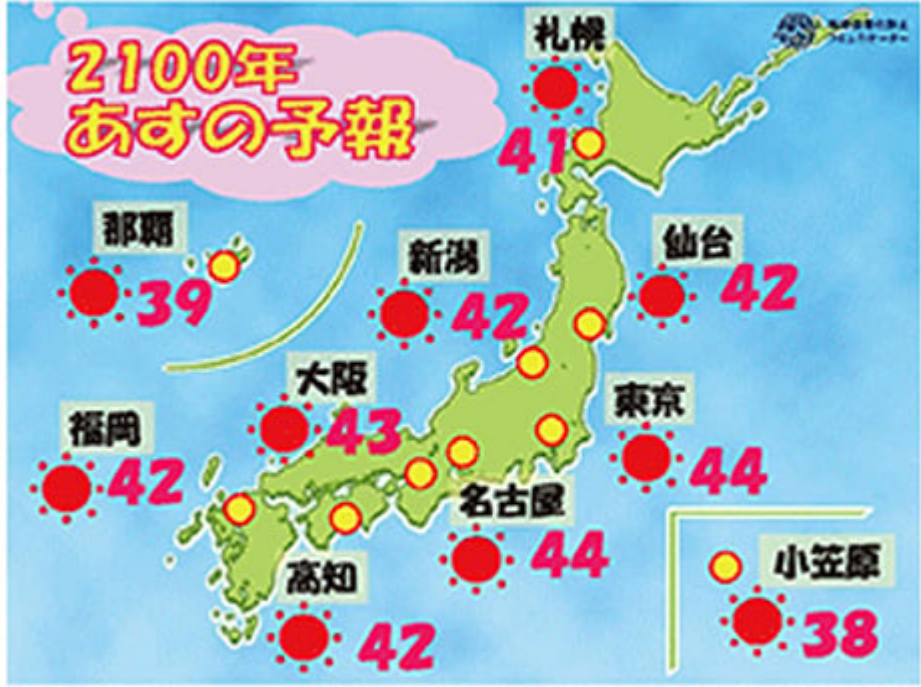 2100年
あすの予報
札幌
41
那覇
39
新潟
42
仙台
42
大阪
43
東京
44
福岡
42
名古屋
44
高知
42
小笠原
38